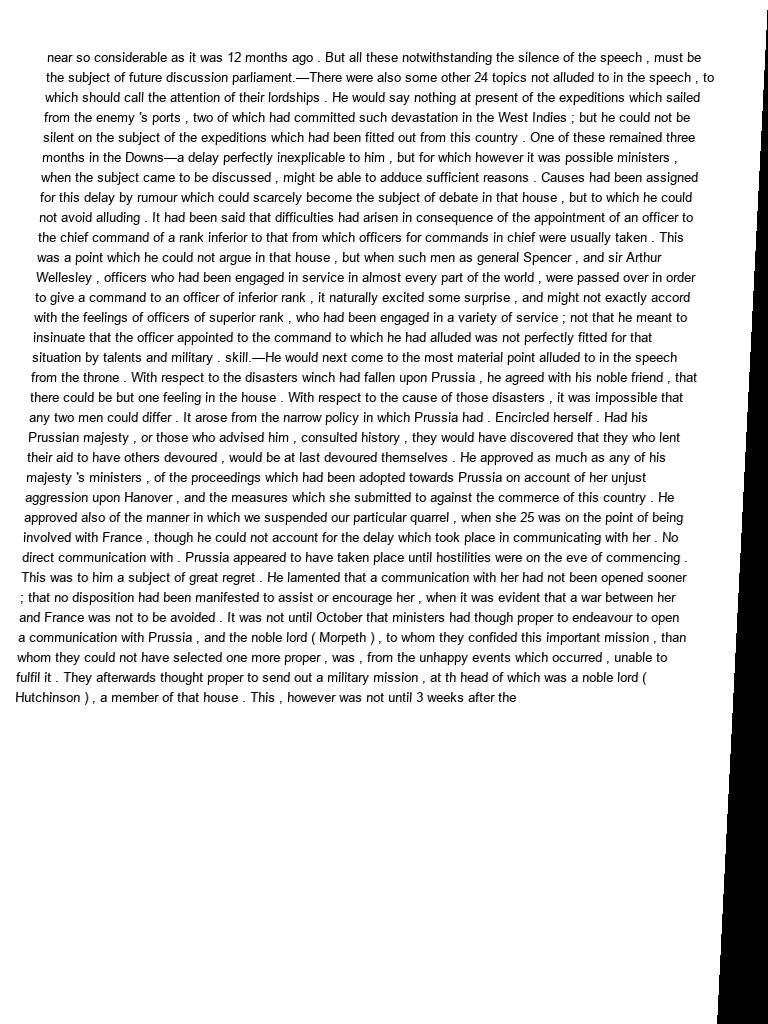 near so considerable as it was 12 months ago . But all these notwithstanding the silence of the speech , must be
the subject of future discussion parliament.—There were also some other 24 topics not alluded to in the speech , to
which should call the attention of their lordships . He would say nothing at present of the expeditions which sailed
from the enemy 's ports , two of which had committed such devastation in the West Indies ; but he could not be
silent on the subject of the expeditions which had been fitted out from this country . One of these remained three
months in the Downs—a delay perfectly inexplicable to him , but for which however it was possible ministers ,
when the subject came to be discussed , might be able to adduce sufficient reasons . Causes had been assigned
for this delay by rumour which could scarcely become the subject of debate in that house , but to which he could
not avoid alluding . It had been said that difficulties had arisen in consequence of the appointment of an officer to
the chief command of a rank inferior to that from which officers for commands in chief were usually taken . This
was a point which he could not argue in that house , but when such men as general Spencer , and sir Arthur
Wellesley , officers who had been engaged in service in almost every part of the world , were passed over in order
to give a command to an officer of inferior rank , it naturally excited some surprise , and might not exactly accord
with the feelings of officers of superior rank , who had been engaged in a variety of service ; not that he meant to
insinuate that the officer appointed to the command to which he had alluded was not perfectly fitted for that
situation by talents and military . skill.—He would next come to the most material point alluded to in the speech
from the throne . With respect to the disasters winch had fallen upon Prussia , he agreed with his noble friend , that
there could be but one feeling in the house . With respect to the cause of those disasters , it was impossible that
any two men could differ . It arose from the narrow policy in which Prussia had . Encircled herself . Had his
Prussian majesty , or those who advised him , consulted history , they would have discovered that they who lent
their aid to have others devoured , would be at last devoured themselves . He approved as much as any of his
majesty 's ministers , of the proceedings which had been adopted towards Prussia on account of her unjust
aggression upon Hanover , and the measures which she submitted to against the commerce of this country . He
approved also of the manner in which we suspended our particular quarrel , when she 25 was on the point of being
involved with France , though he could not account for the delay which took place in communicating with her . No
direct communication with . Prussia appeared to have taken place until hostilities were on the eve of commencing .
This was to him a subject of great regret . He lamented that a communication with her had not been opened sooner
; that no disposition had been manifested to assist or encourage her , when it was evident that a war between her
and France was not to be avoided . It was not until October that ministers had though proper to endeavour to open
a communication with Prussia , and the noble lord ( Morpeth ) , to whom they confided this important mission , than
whom they could not have selected one more proper , was , from the unhappy events which occurred , unable to
fulfil it . They afterwards thought proper to send out a military mission , at th head of which was a noble lord (
Hutchinson ) , a member of that house . This , however was not until 3 weeks after the